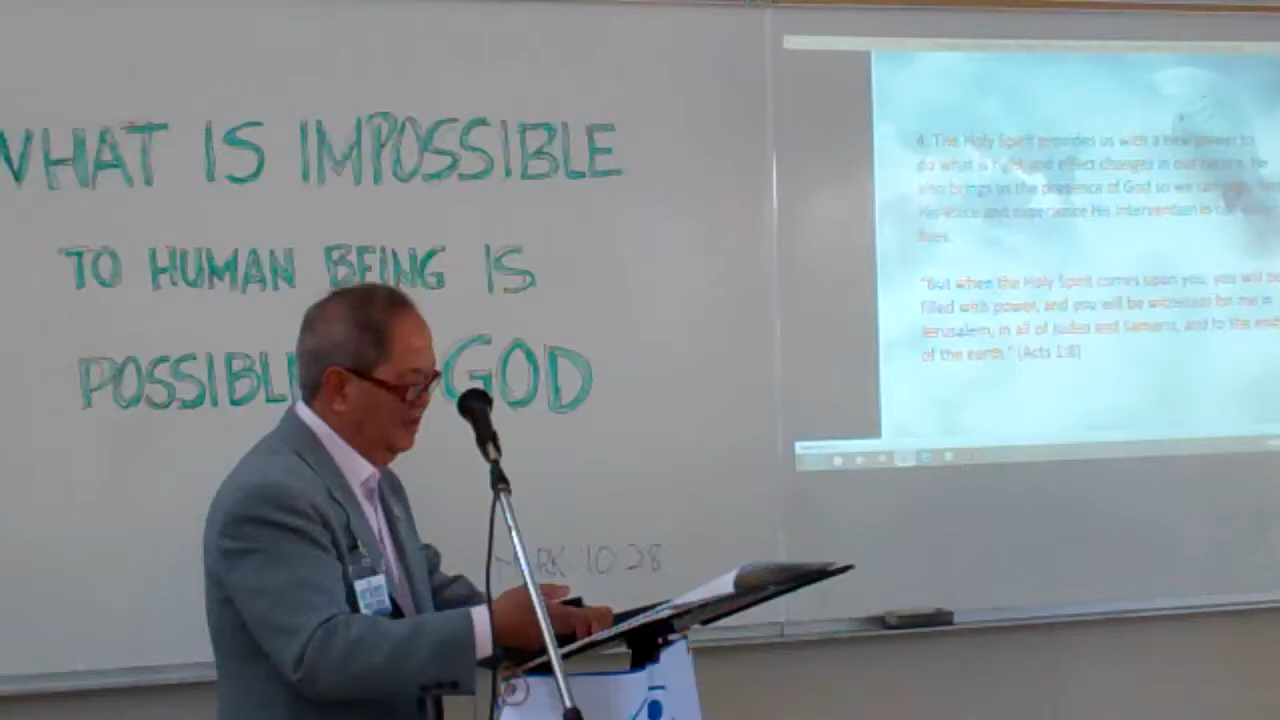 WHAT IS IMPOSSIBLE
TO HUMAN BEING IS
POSSIBL GOD
RK 10:28
4. The Holy Spirit provides us with a new power to
do what is right and effect changes in our nature. He
also brings us the presence of God so we can
His voice and experience His intervention in
lives.
"But when the Holy Spirit comes upon you, you will be
filled with power, and you will be witnesses for me in
Jerusalem, in all of Judea and Samaria, and to the ends
of the earth." (Acts 1:8)